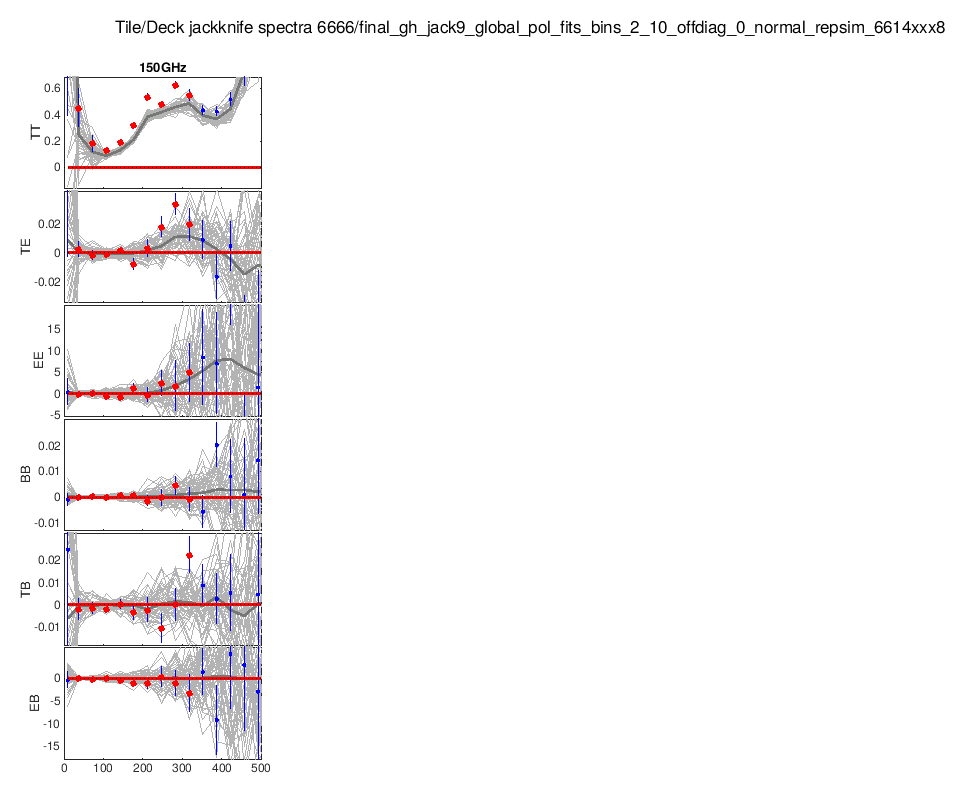 Tile/Deck jackknife spectra 6666/final_gh_jack9_global_pol_fits_bins_2_10_offdiag_0_normal_repsim_6614xxx8
150GHz
TT
0.6
0.4
0.2
0
TE
0.02
0
-0.02
EE
15
10
5
0
-5
BB
0.02
0.01
0
-0.01
TB
0.02
0.01
0
-0.01
EB
0
-5
-10
-15
0 100 200 300 400 500